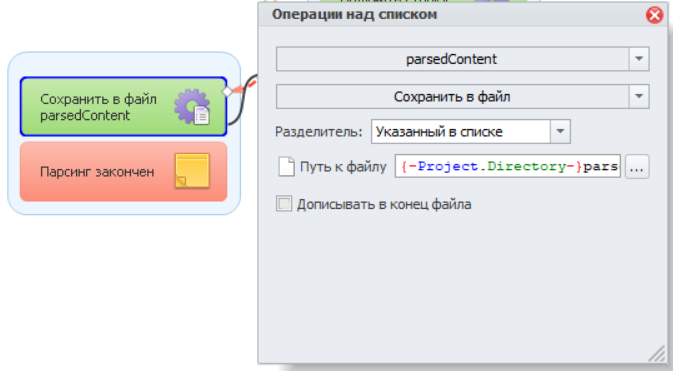 Операции над списком
parsedContent
Сохранить в файл
Разделитель: Указанный в списке
Путь к файлу {-Project.Directory-}pars ...
Дописывать в конец файла
Сохранить в файл
parsedContent
Парсинг закончен